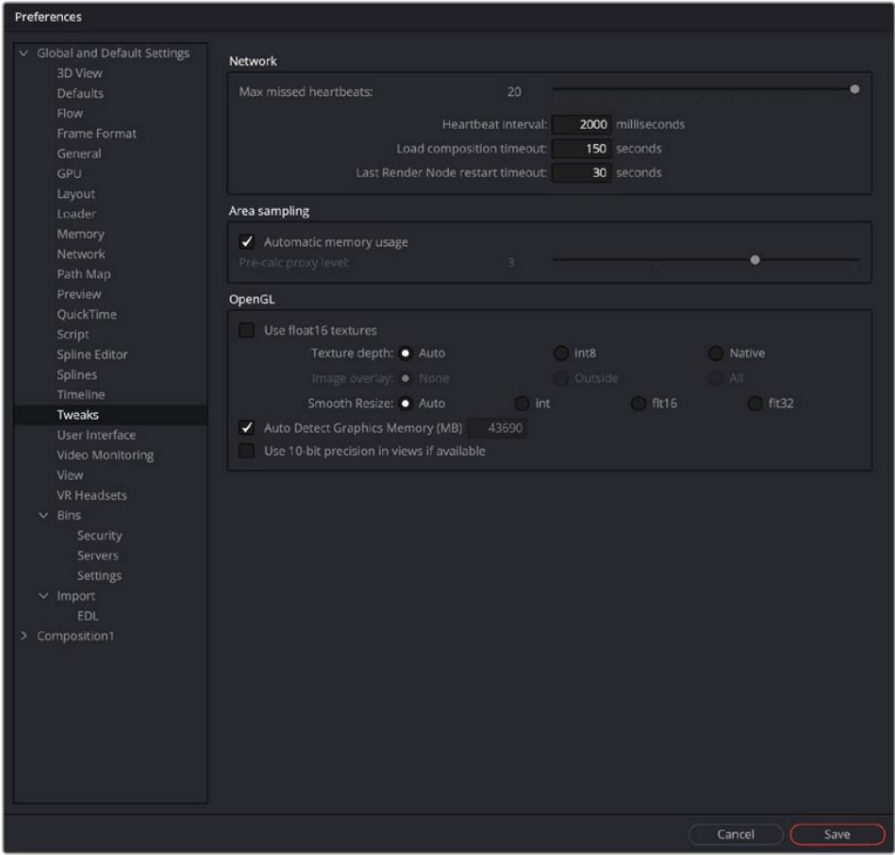 Preferences
Global and Default Settings
3D View
Defaults
Flow
Frame Format
General
GPU
Layout
Loader
Memory
Network
Path Map
Preview
QuickTime
Script
Spline Editor
Splines
Timeline
Tweaks
User Interface
Video Monitoring
View
VR Headsets
Bins
Security
Servers
Settings
Import
EDL
Composition1
Network
Max missed heartbeats: 20
Heartbeat interval: 2000 milliseconds
Load composition timeout: 150 seconds
Last Render Node restart timeout: 30 seconds
Area sampling
Automatic memory usage
Pre-calc proxy level: 3
OpenGL
Use float16 textures
Texture depth: Auto int8 Native
Image overlay: None Outside All
Smooth Resize: Auto int flt16 flt32
Auto Detect Graphics Memory (MB) 43690
Use 10-bit precision in views if available
Cancel Save